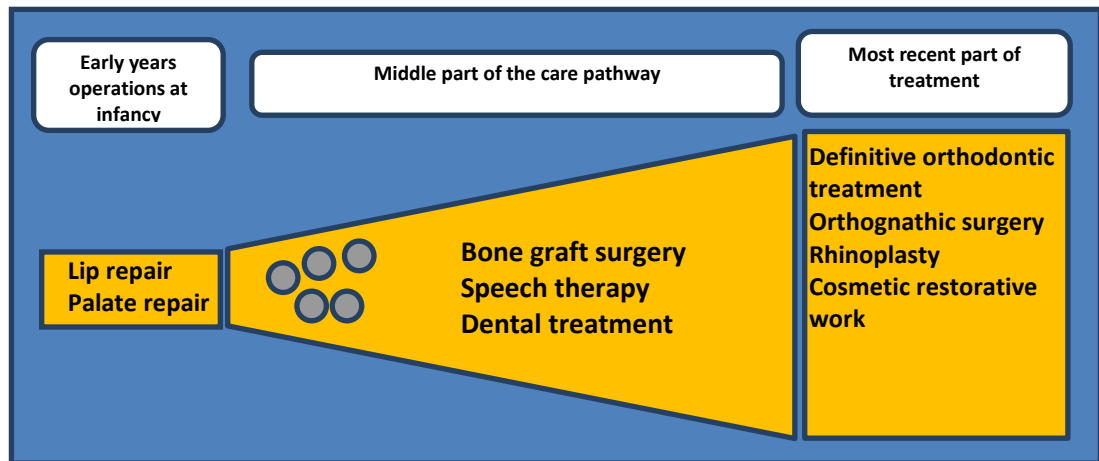 Early years
operations at
infancy
Middle part of the care pathway
Most recent part of
treatment
Lip repair
Palate repair
Bone graft surgery
Speech therapy
Dental treatment
Definitive orthodontic
treatment
Orthognathic surgery
Rhinoplasty
Cosmetic restorative
work